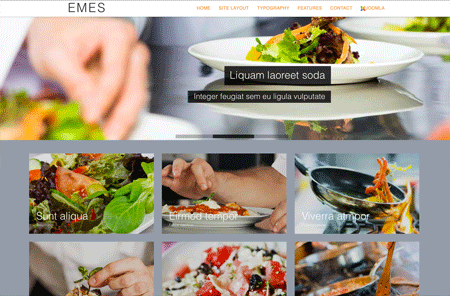 EMES
HOME SITE LAYOUT TYPOGRAPHY FEATURES CONTACT JOOMLA
Liquam laoreet soda
Integer feugiat sem eu ligula vulputate
Sunt aliqua
Eirmod tempor
Viverra atmpor